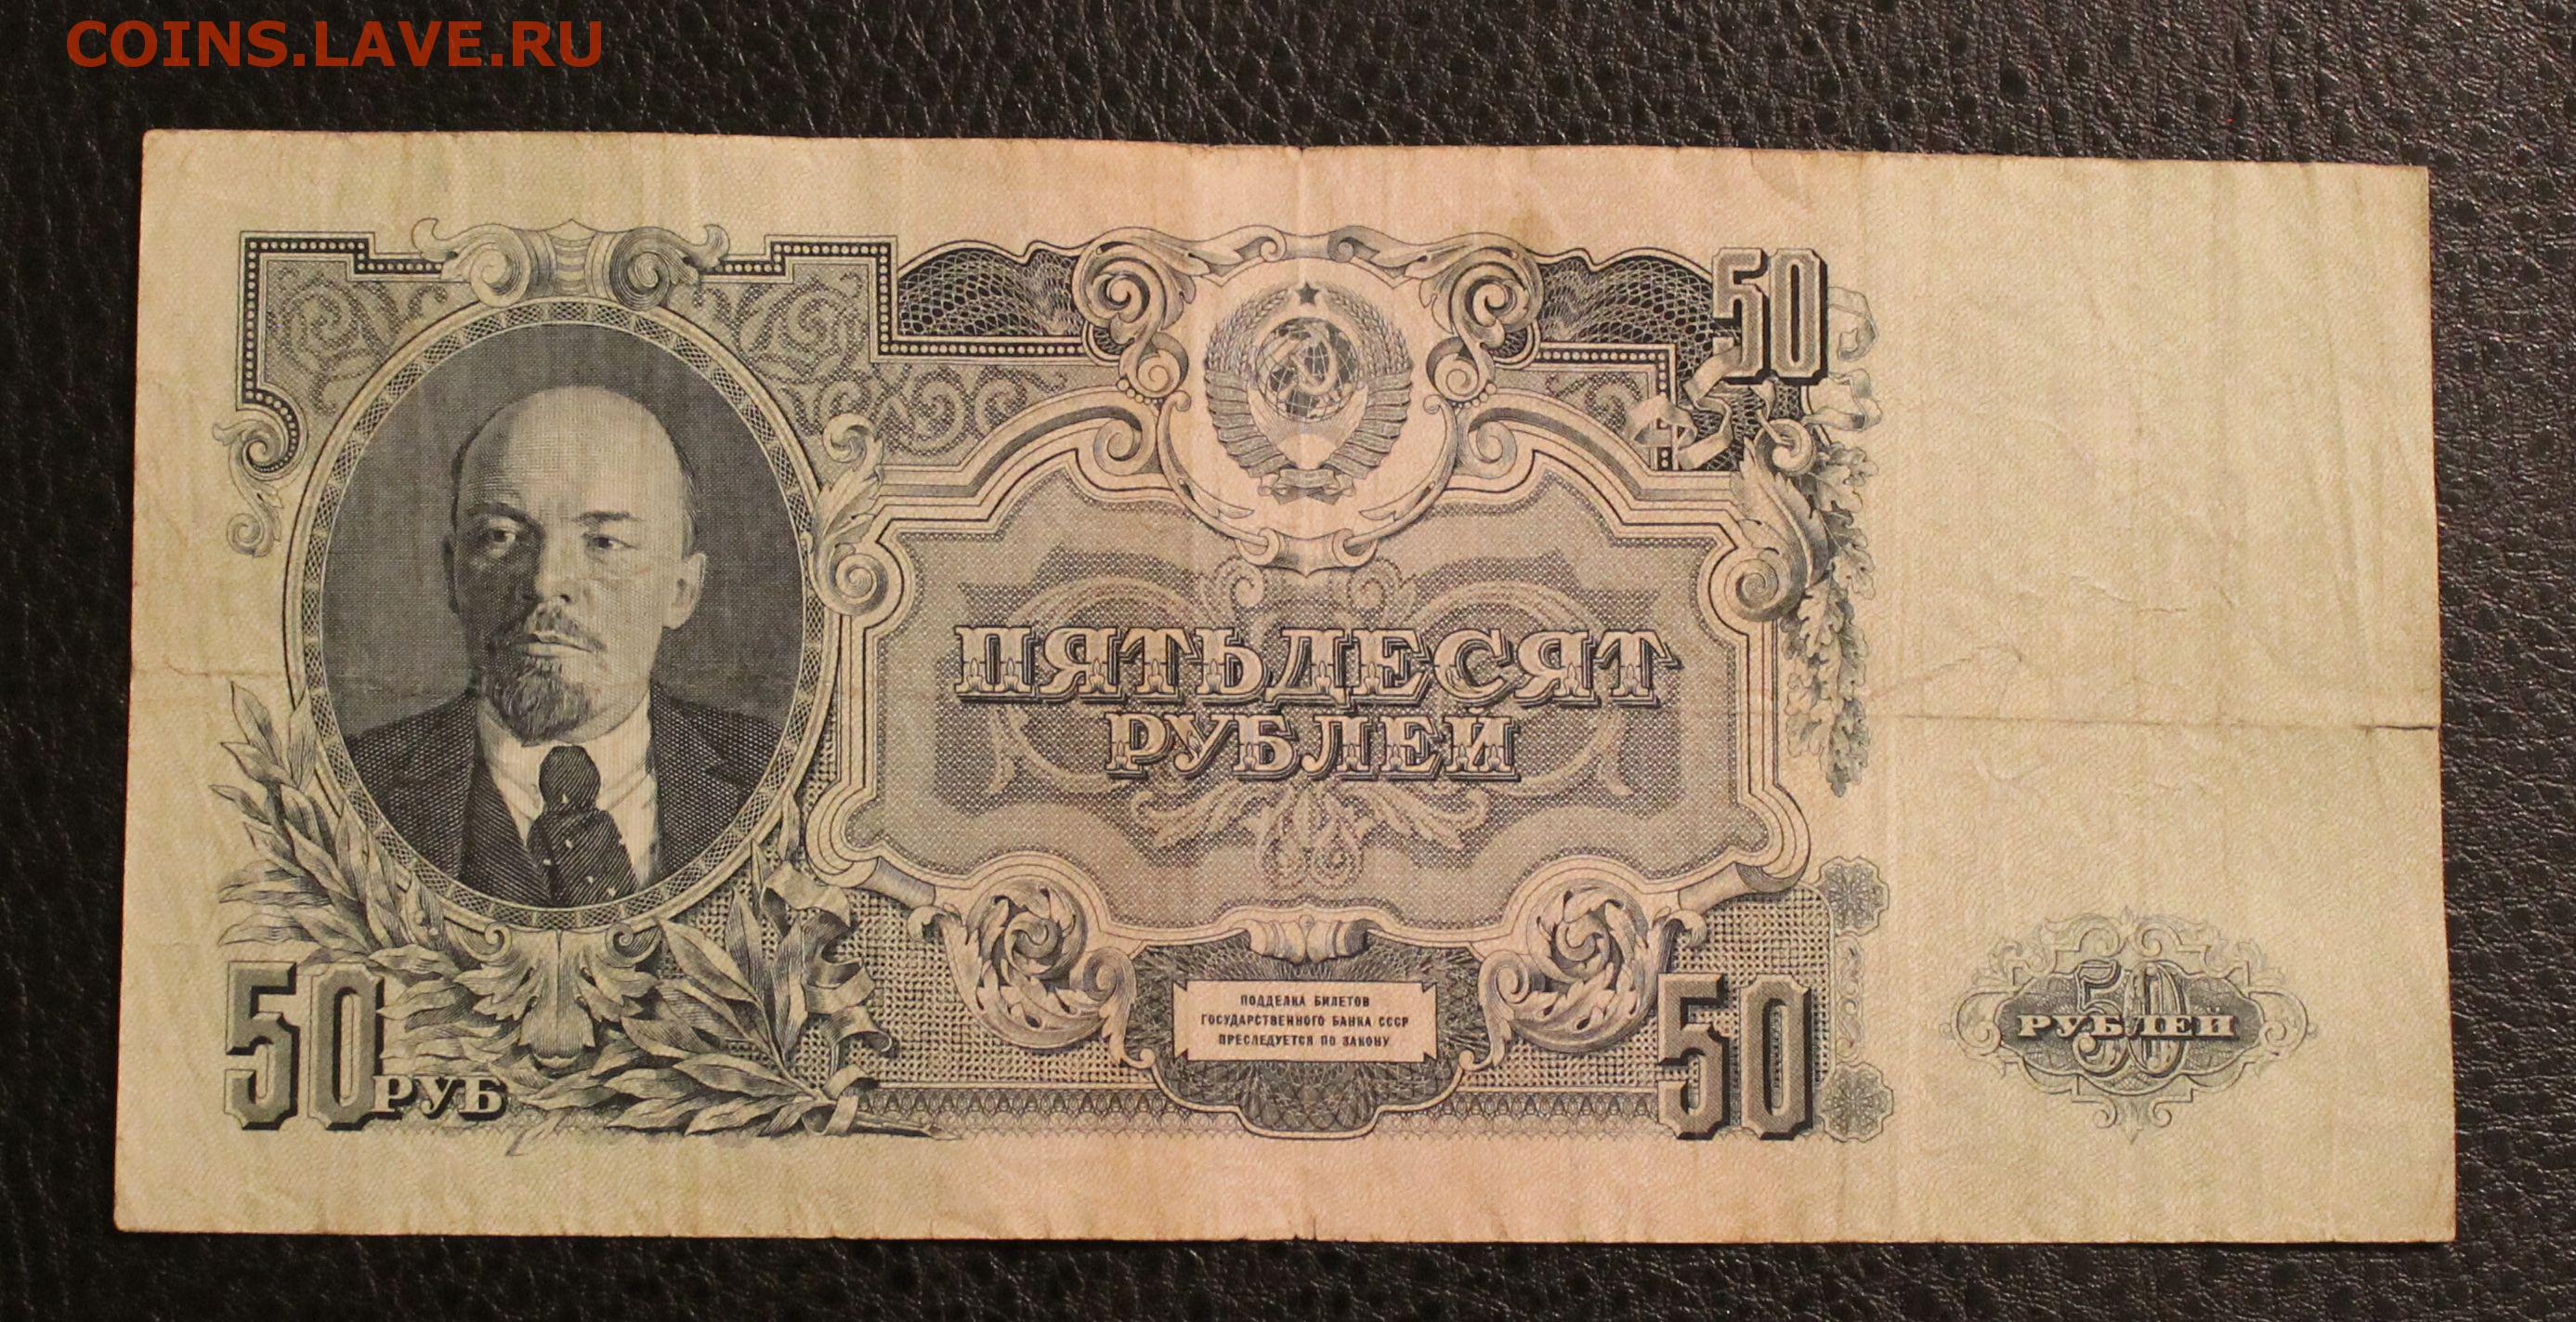 COINS.LAVE.RU
50
ПЯТЬДЕСЯТ
РУБЛЕЙ
50 РУБ
ПОДДЕЛКА БИЛЕТОВ
ГОСУДАРСТВЕННОГО БАНКА СССР
ПРЕСЛЕДУЕТСЯ ПО ЗАКОНУ
50
50
РУБЛЕЙ